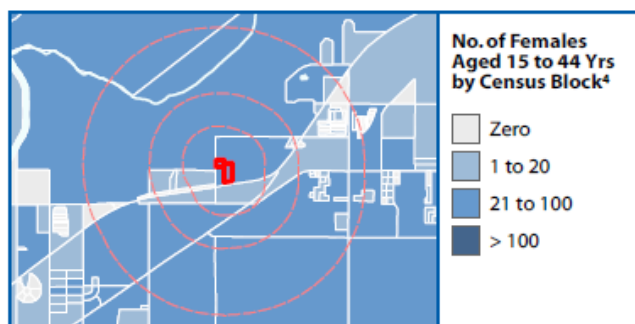 No. of Females
Aged 15 to 44 Yrs
by Census Block⁴
Zero
1 to 20
21 to 100
> 100